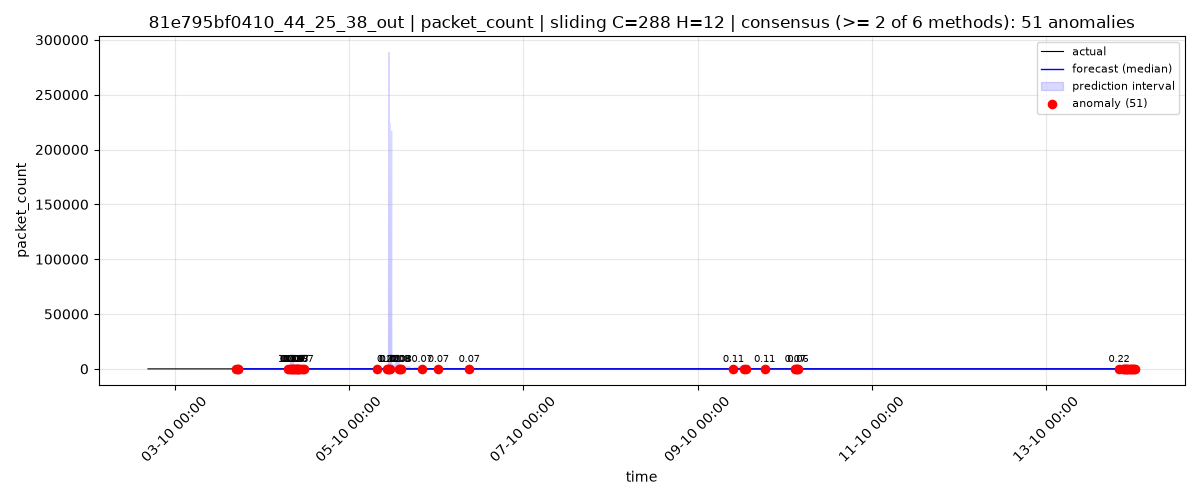 81e795bf0410_44_25_38_out | packet_count | sliding C=288 H=12 | consensus (>= 2 of 6 methods): 51 anomalies
300000
250000
200000
150000
100000
50000
0
packet_count
actual
forecast (median)
prediction interval
anomaly (51)
0.07
0.07
0.07
0.11
0.11
0.22
03-10 00:00
05-10 00:00
07-10 00:00
09-10 00:00
11-10 00:00
13-10 00:00
time